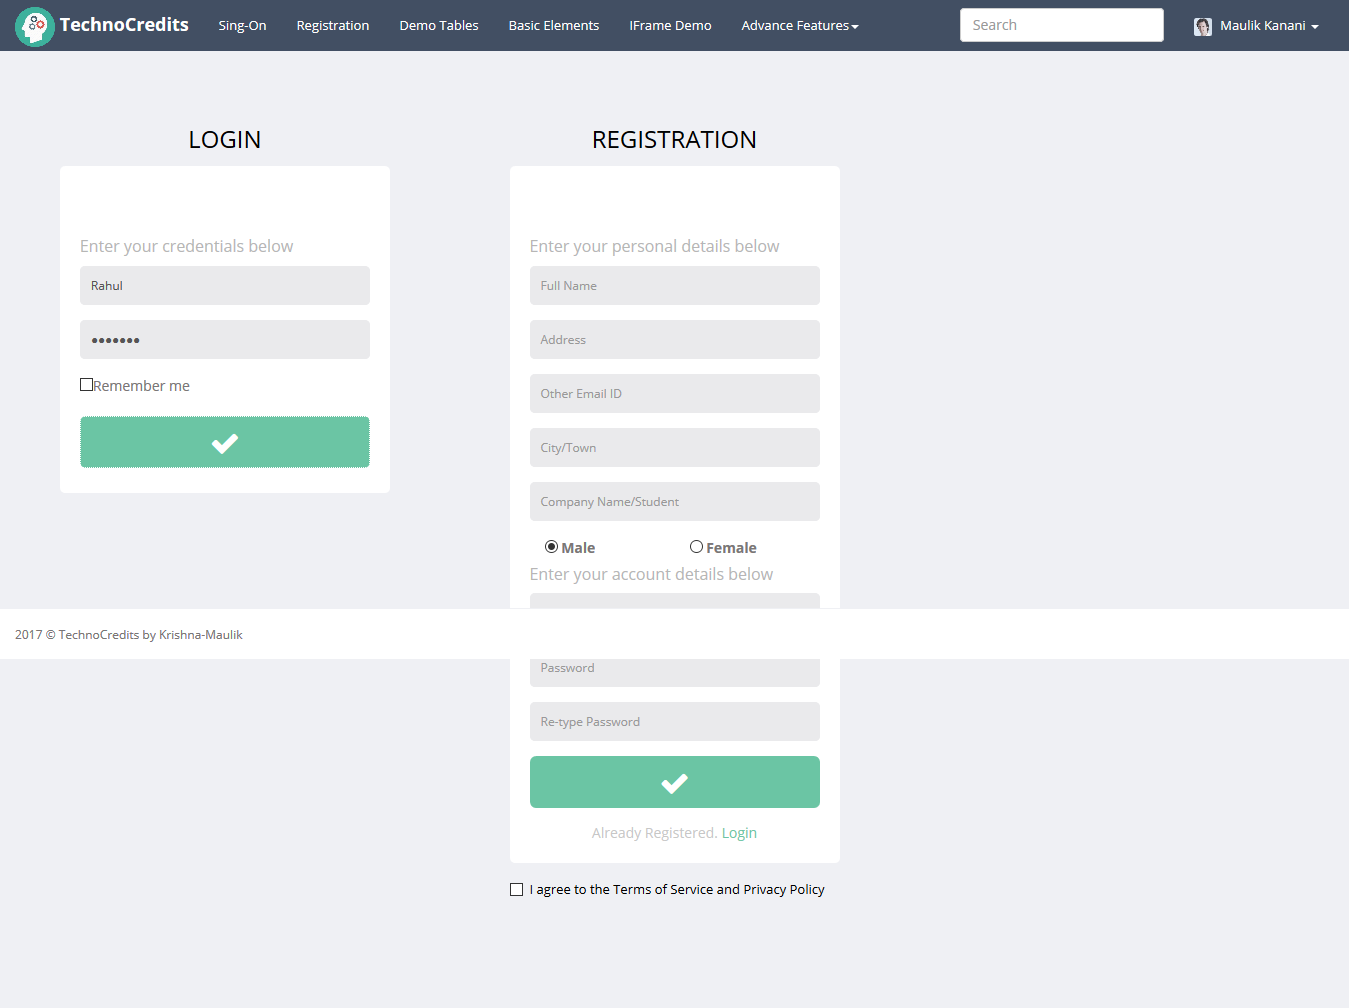 TechnoCredits Sing-On Registration Demo Tables Basic Elements IFrame Demo Advance Features Search Maulik Kanani
LOGIN
Enter your credentials below
Rahul
•••••••
Remember me
REGISTRATION
Enter your personal details below
Full Name
Address
Other Email ID
City/Town
Company Name/Student
Male Female
Enter your account details below
2017 © TechnoCredits by Krishna-Maulik
Password
Re-type Password
Already Registered. Login
I agree to the Terms of Service and Privacy Policy